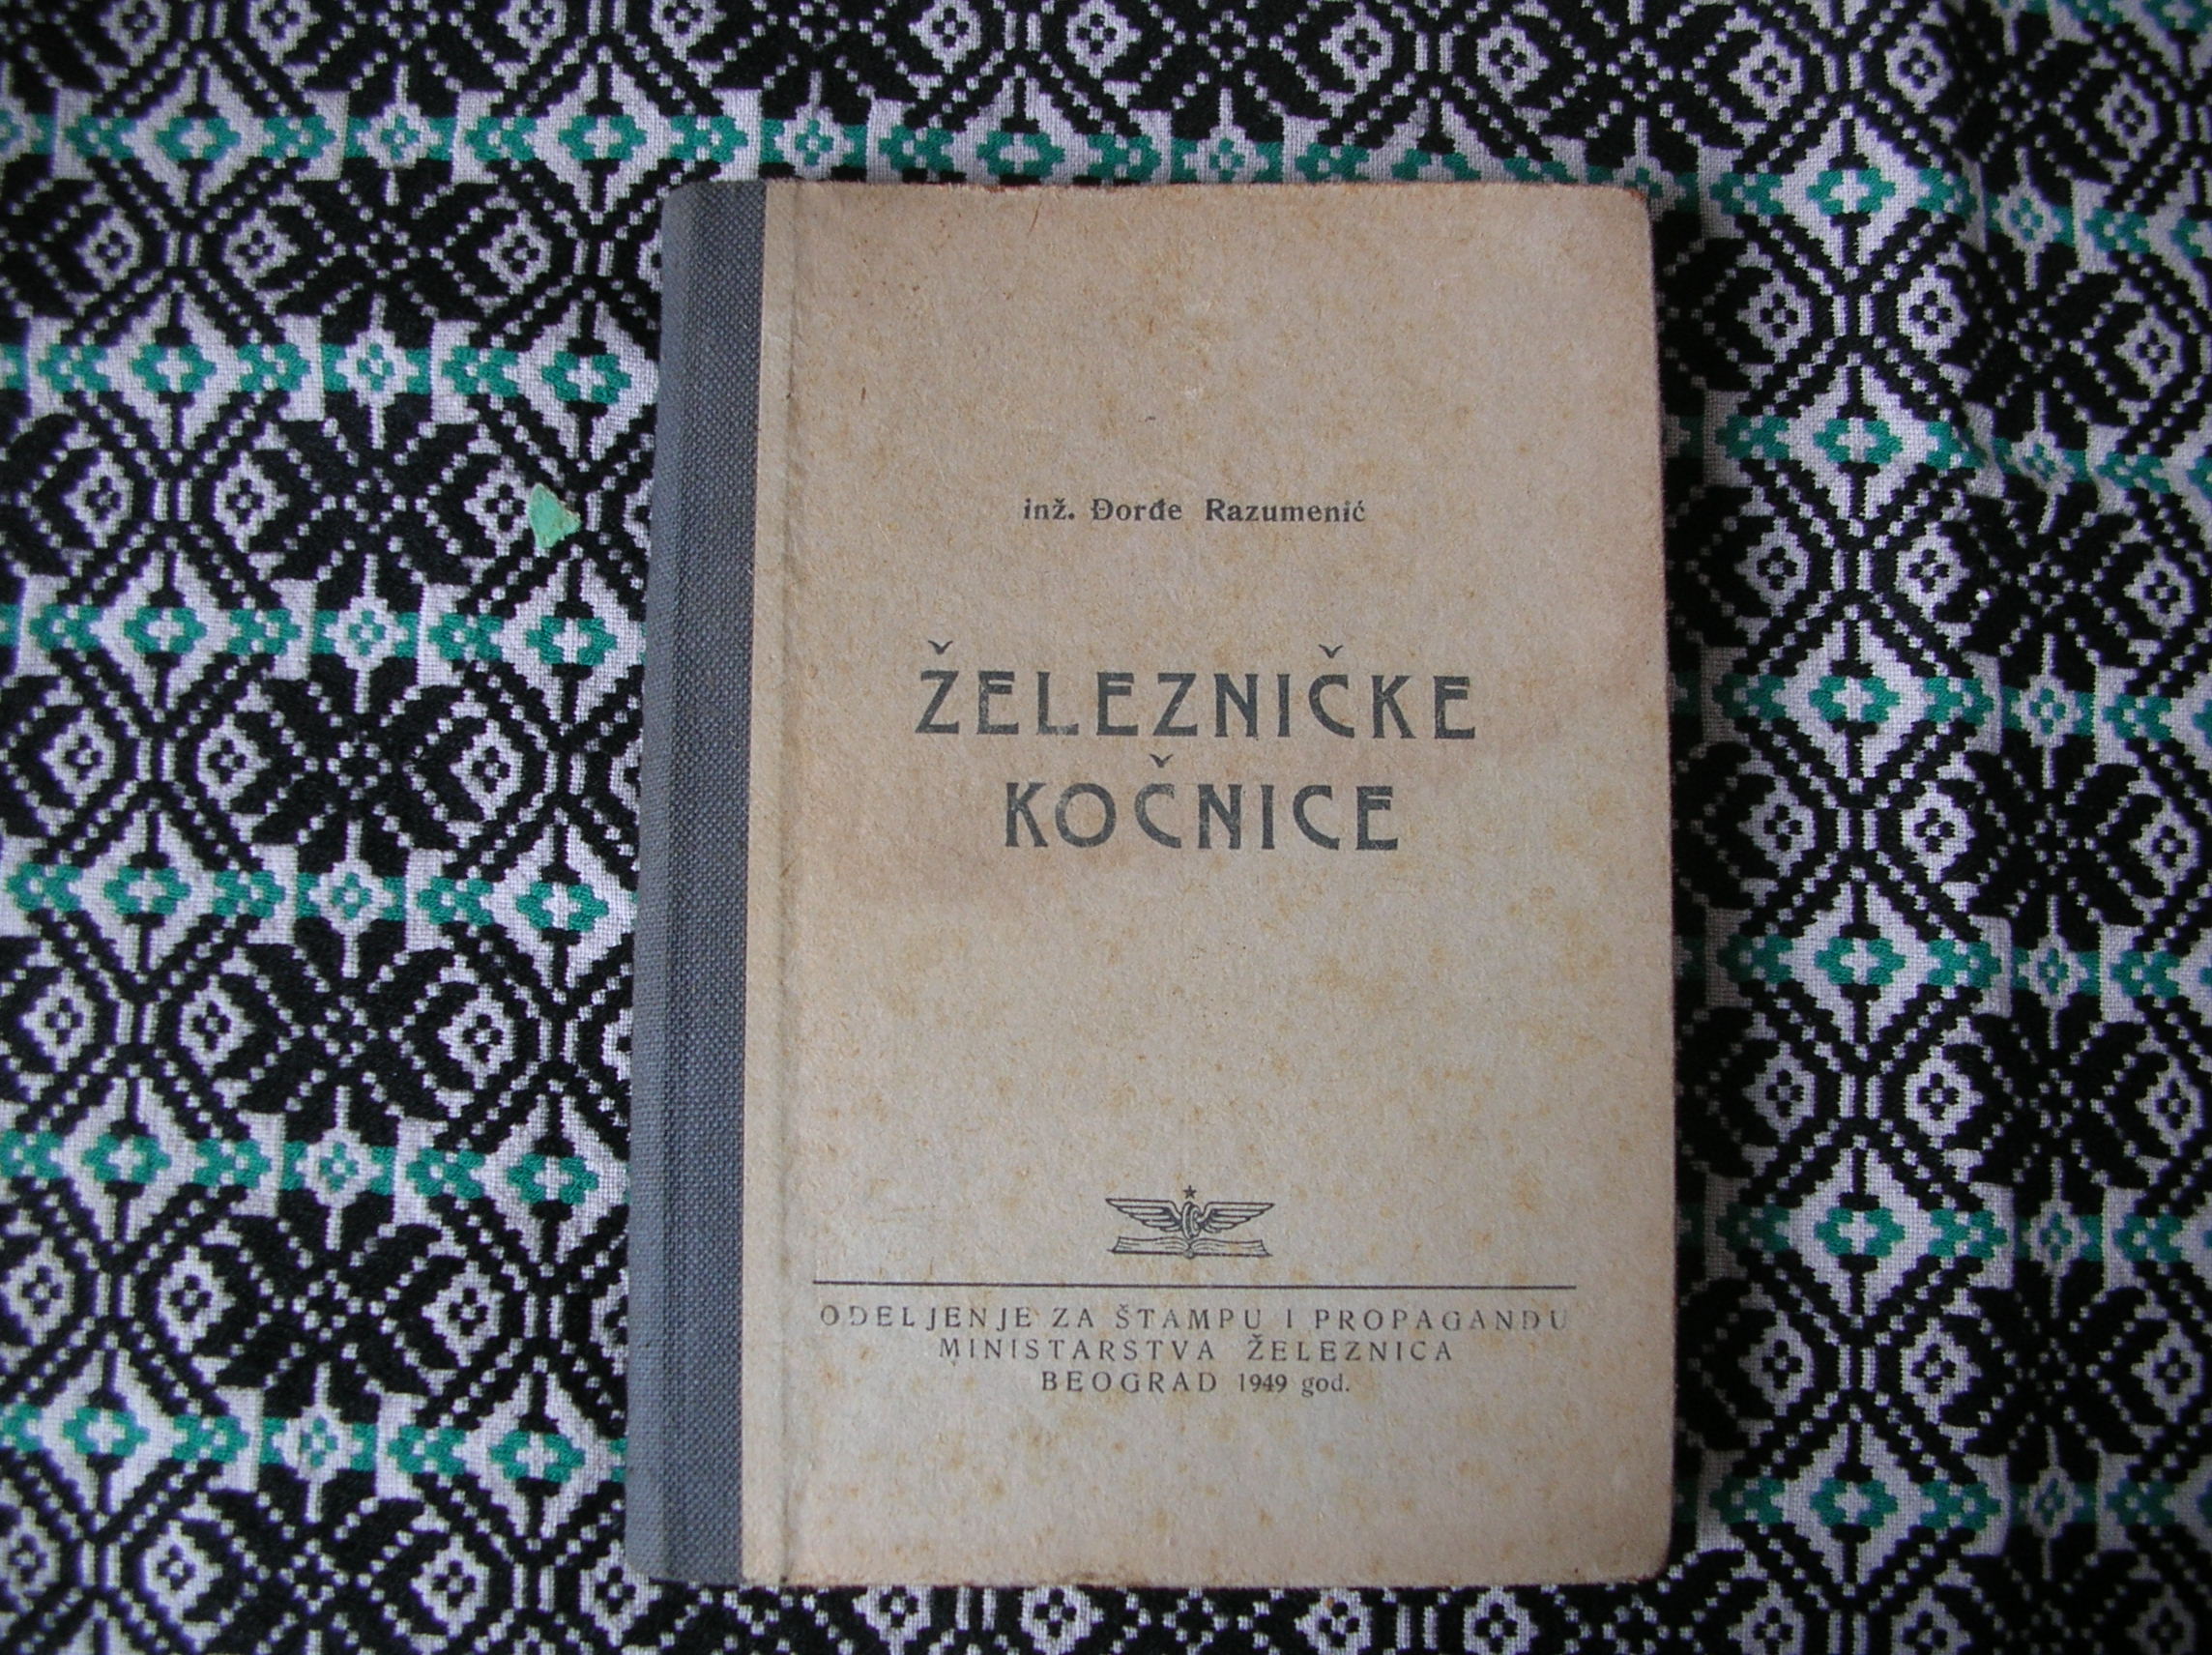 inž. Đorđe Razumenić
ŽELEZNIČKE
KOČNICE
ODELJENJE ZA ŠTAMPU I PROPAGANDU
MINISTARSTVA ŽELEZNICA
BEOGRAD 1949 god.